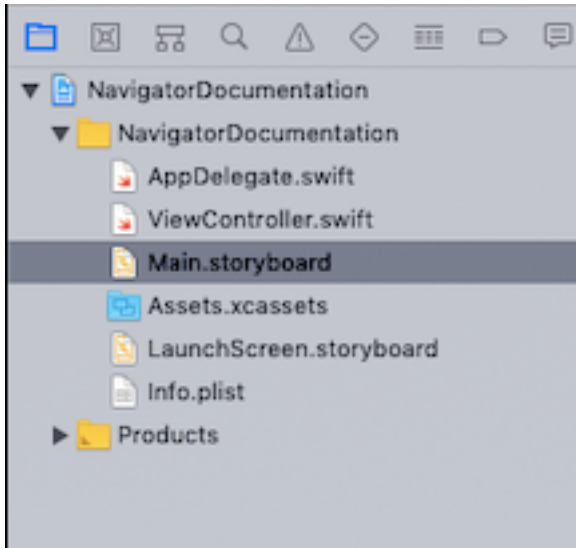 NavigatorDocumentation
NavigatorDocumentation
AppDelegate.swift
ViewController.swift
Main.storyboard
Assets.xcassets
LaunchScreen.storyboard
Info.plist
Products